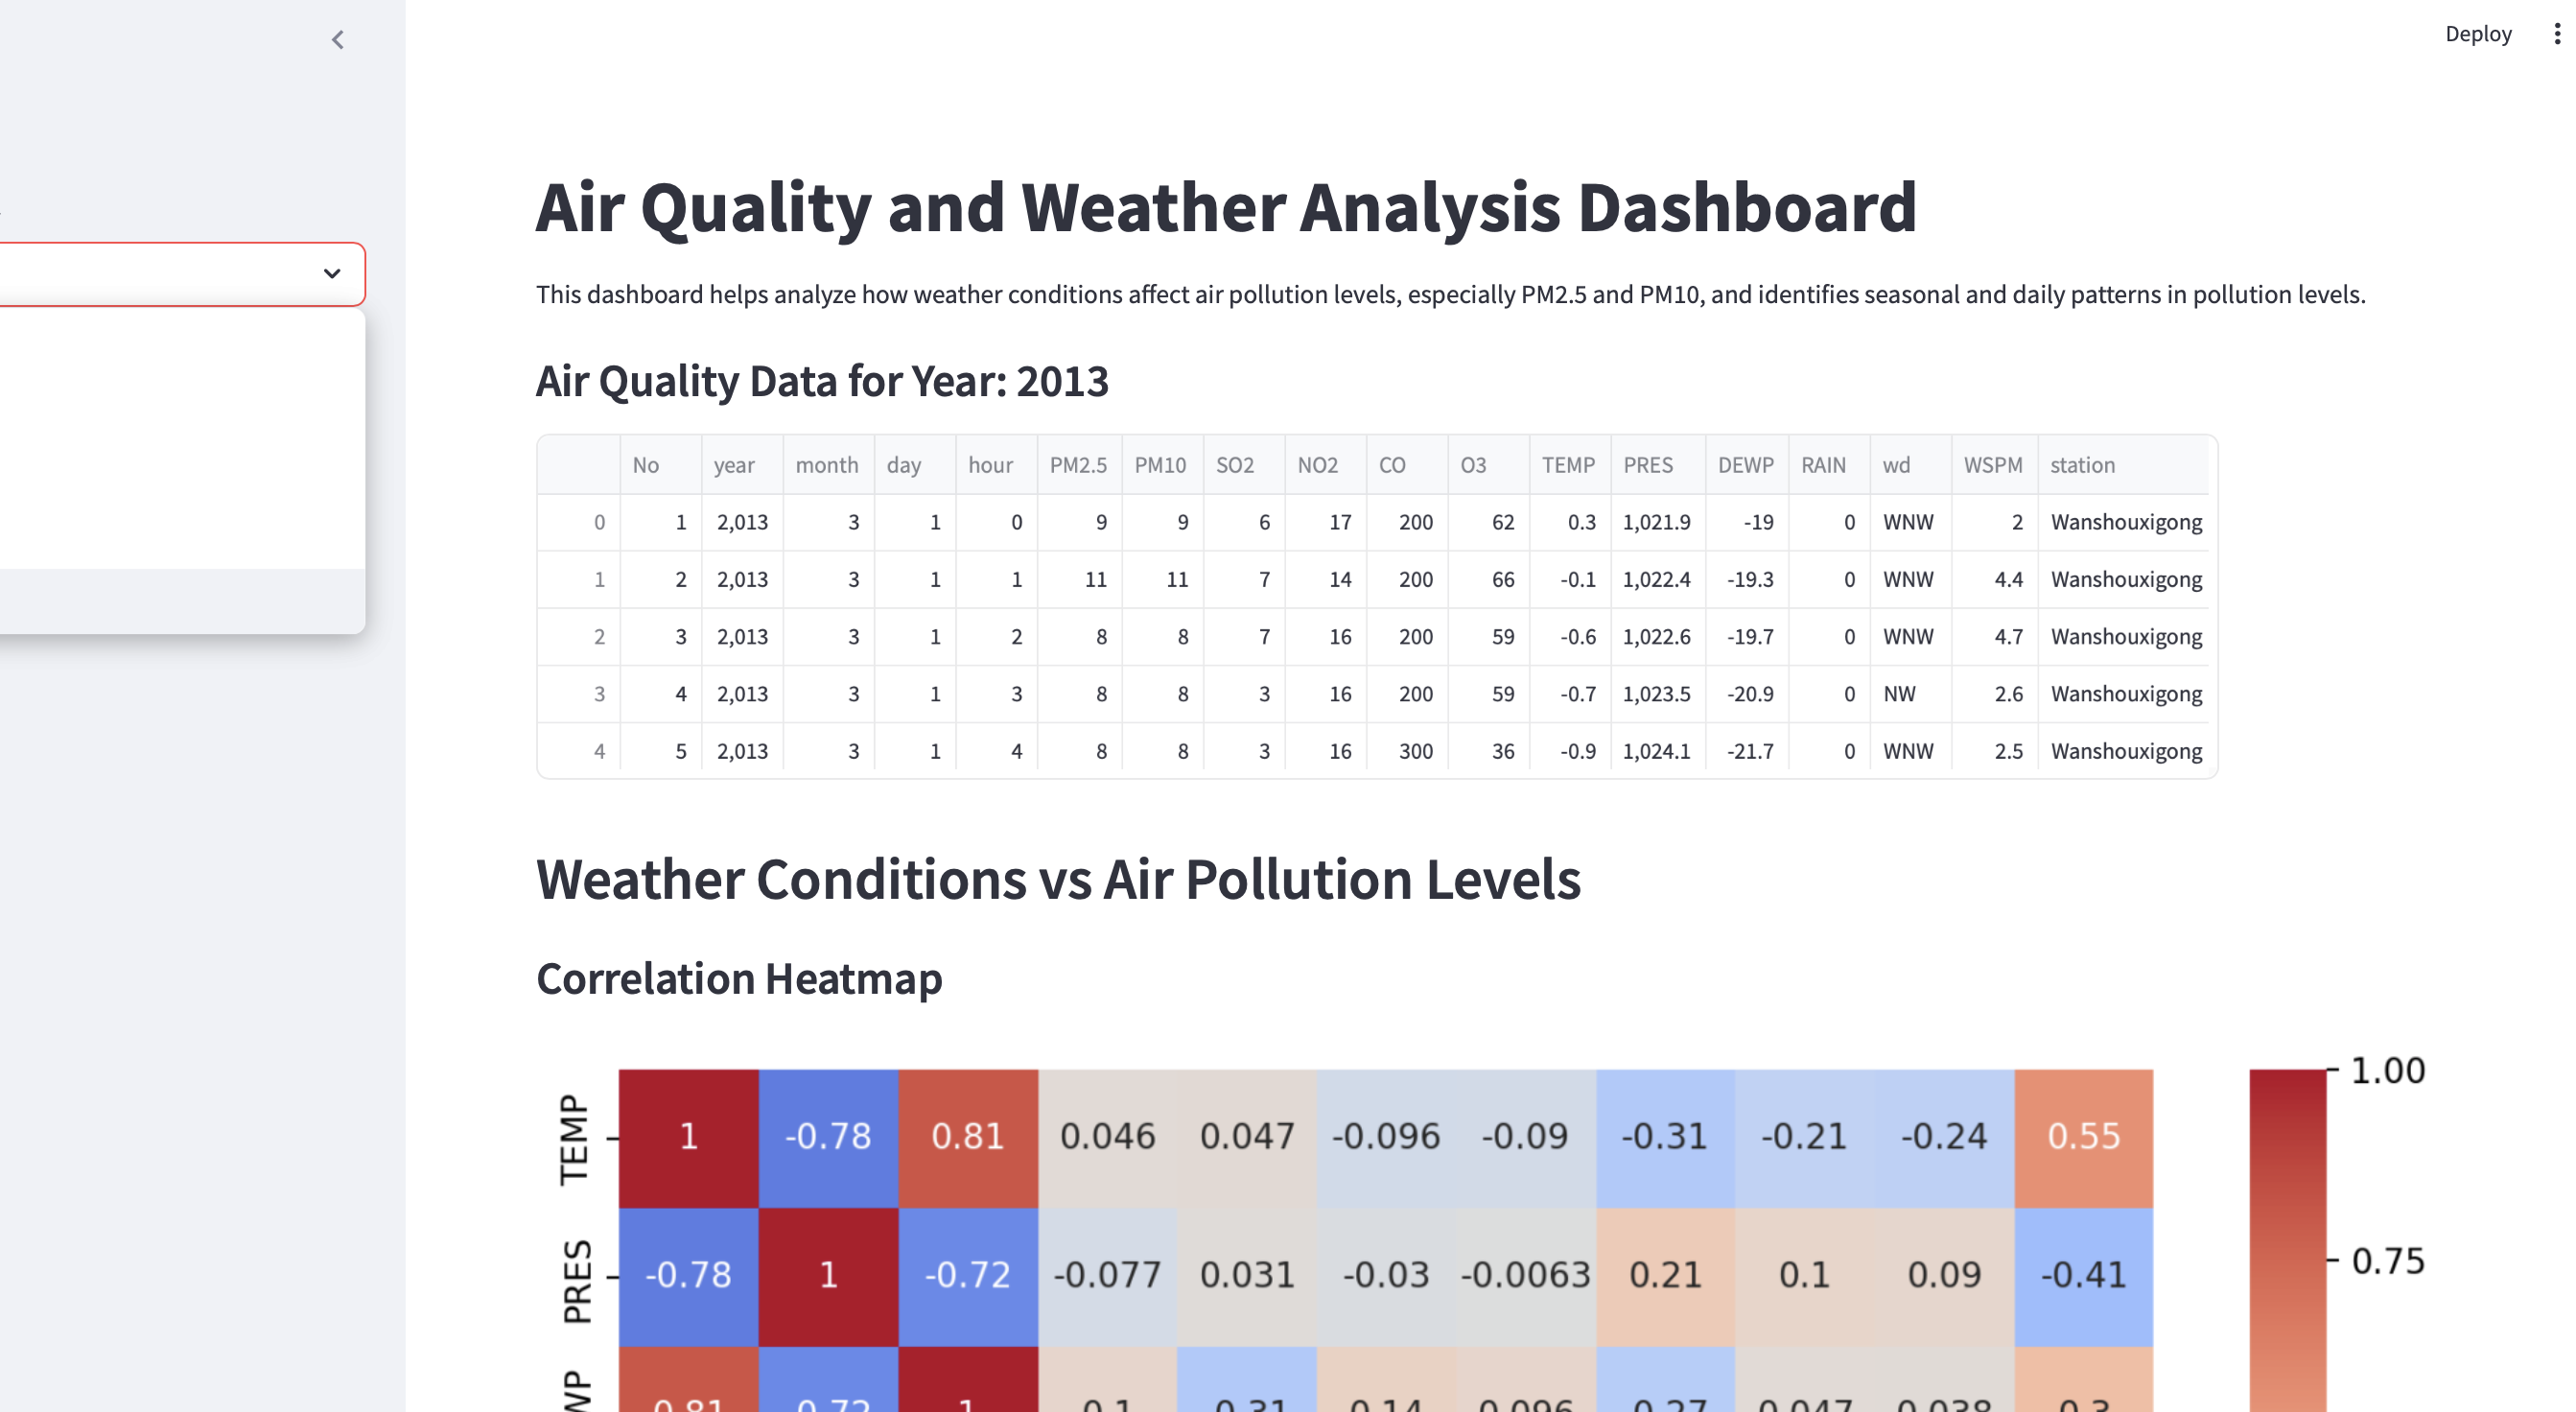 Deploy
Air Quality and Weather Analysis Dashboard
This dashboard helps analyze how weather conditions affect air pollution levels, especially PM2.5 and PM10, and identifies seasonal and daily patterns in pollution levels.
Air Quality Data for Year: 2013
No year month day hour PM2.5 PM10 SO2 NO2 CO O3 TEMP PRES DEWP RAIN wd WSPM station
0 1 2,013 3 1 0 9 9 6 17 200 62 0.3 1,021.9 -19 0 WNW 2 Wanshouxigong
1 2 2,013 3 1 1 11 11 7 14 200 66 -0.1 1,022.4 -19.3 0 WNW 4.4 Wanshouxigong
2 3 2,013 3 1 2 8 8 7 16 200 59 -0.6 1,022.6 -19.7 0 WNW 4.7 Wanshouxigong
3 4 2,013 3 1 3 8 8 3 16 200 59 -0.7 1,023.5 -20.9 0 NW 2.6 Wanshouxigong
4 5 2,013 3 1 4 8 8 3 16 300 36 -0.9 1,024.1 -21.7 0 WNW 2.5 Wanshouxigong
Weather Conditions vs Air Pollution Levels
Correlation Heatmap
TEMP 1 -0.78 0.81 0.046 0.047 -0.096 -0.09 -0.31 -0.21 -0.24 0.55
1.00
PRES -0.78 1 -0.72 -0.077 0.031 -0.03 -0.0063 0.21 0.1 0.09 -0.41
0.75